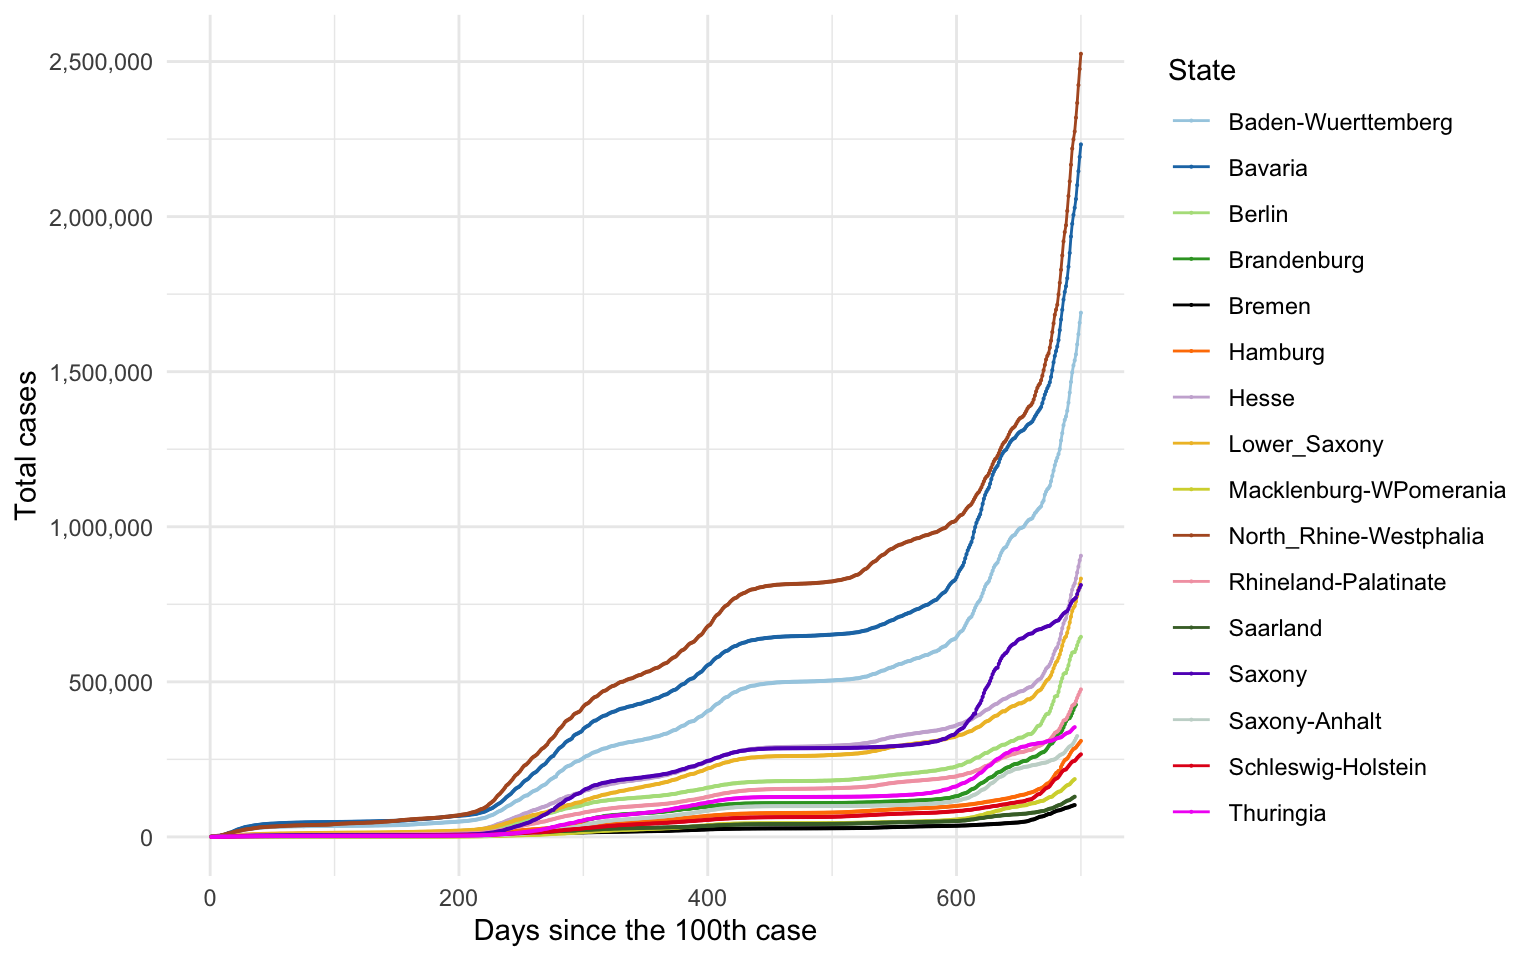 2,500,000
2,000,000
1,500,000
1,000,000
500,000
0
Total cases
0 200 400 600
Days since the 100th case
State
Baden-Wuerttemberg
Bavaria
Berlin
Brandenburg
Bremen
Hamburg
Hesse
Lower_Saxony
Macklenburg-WPomerania
North_Rhine-Westphalia
Rhineland-Palatinate
Saarland
Saxony
Saxony-Anhalt
Schleswig-Holstein
Thuringia